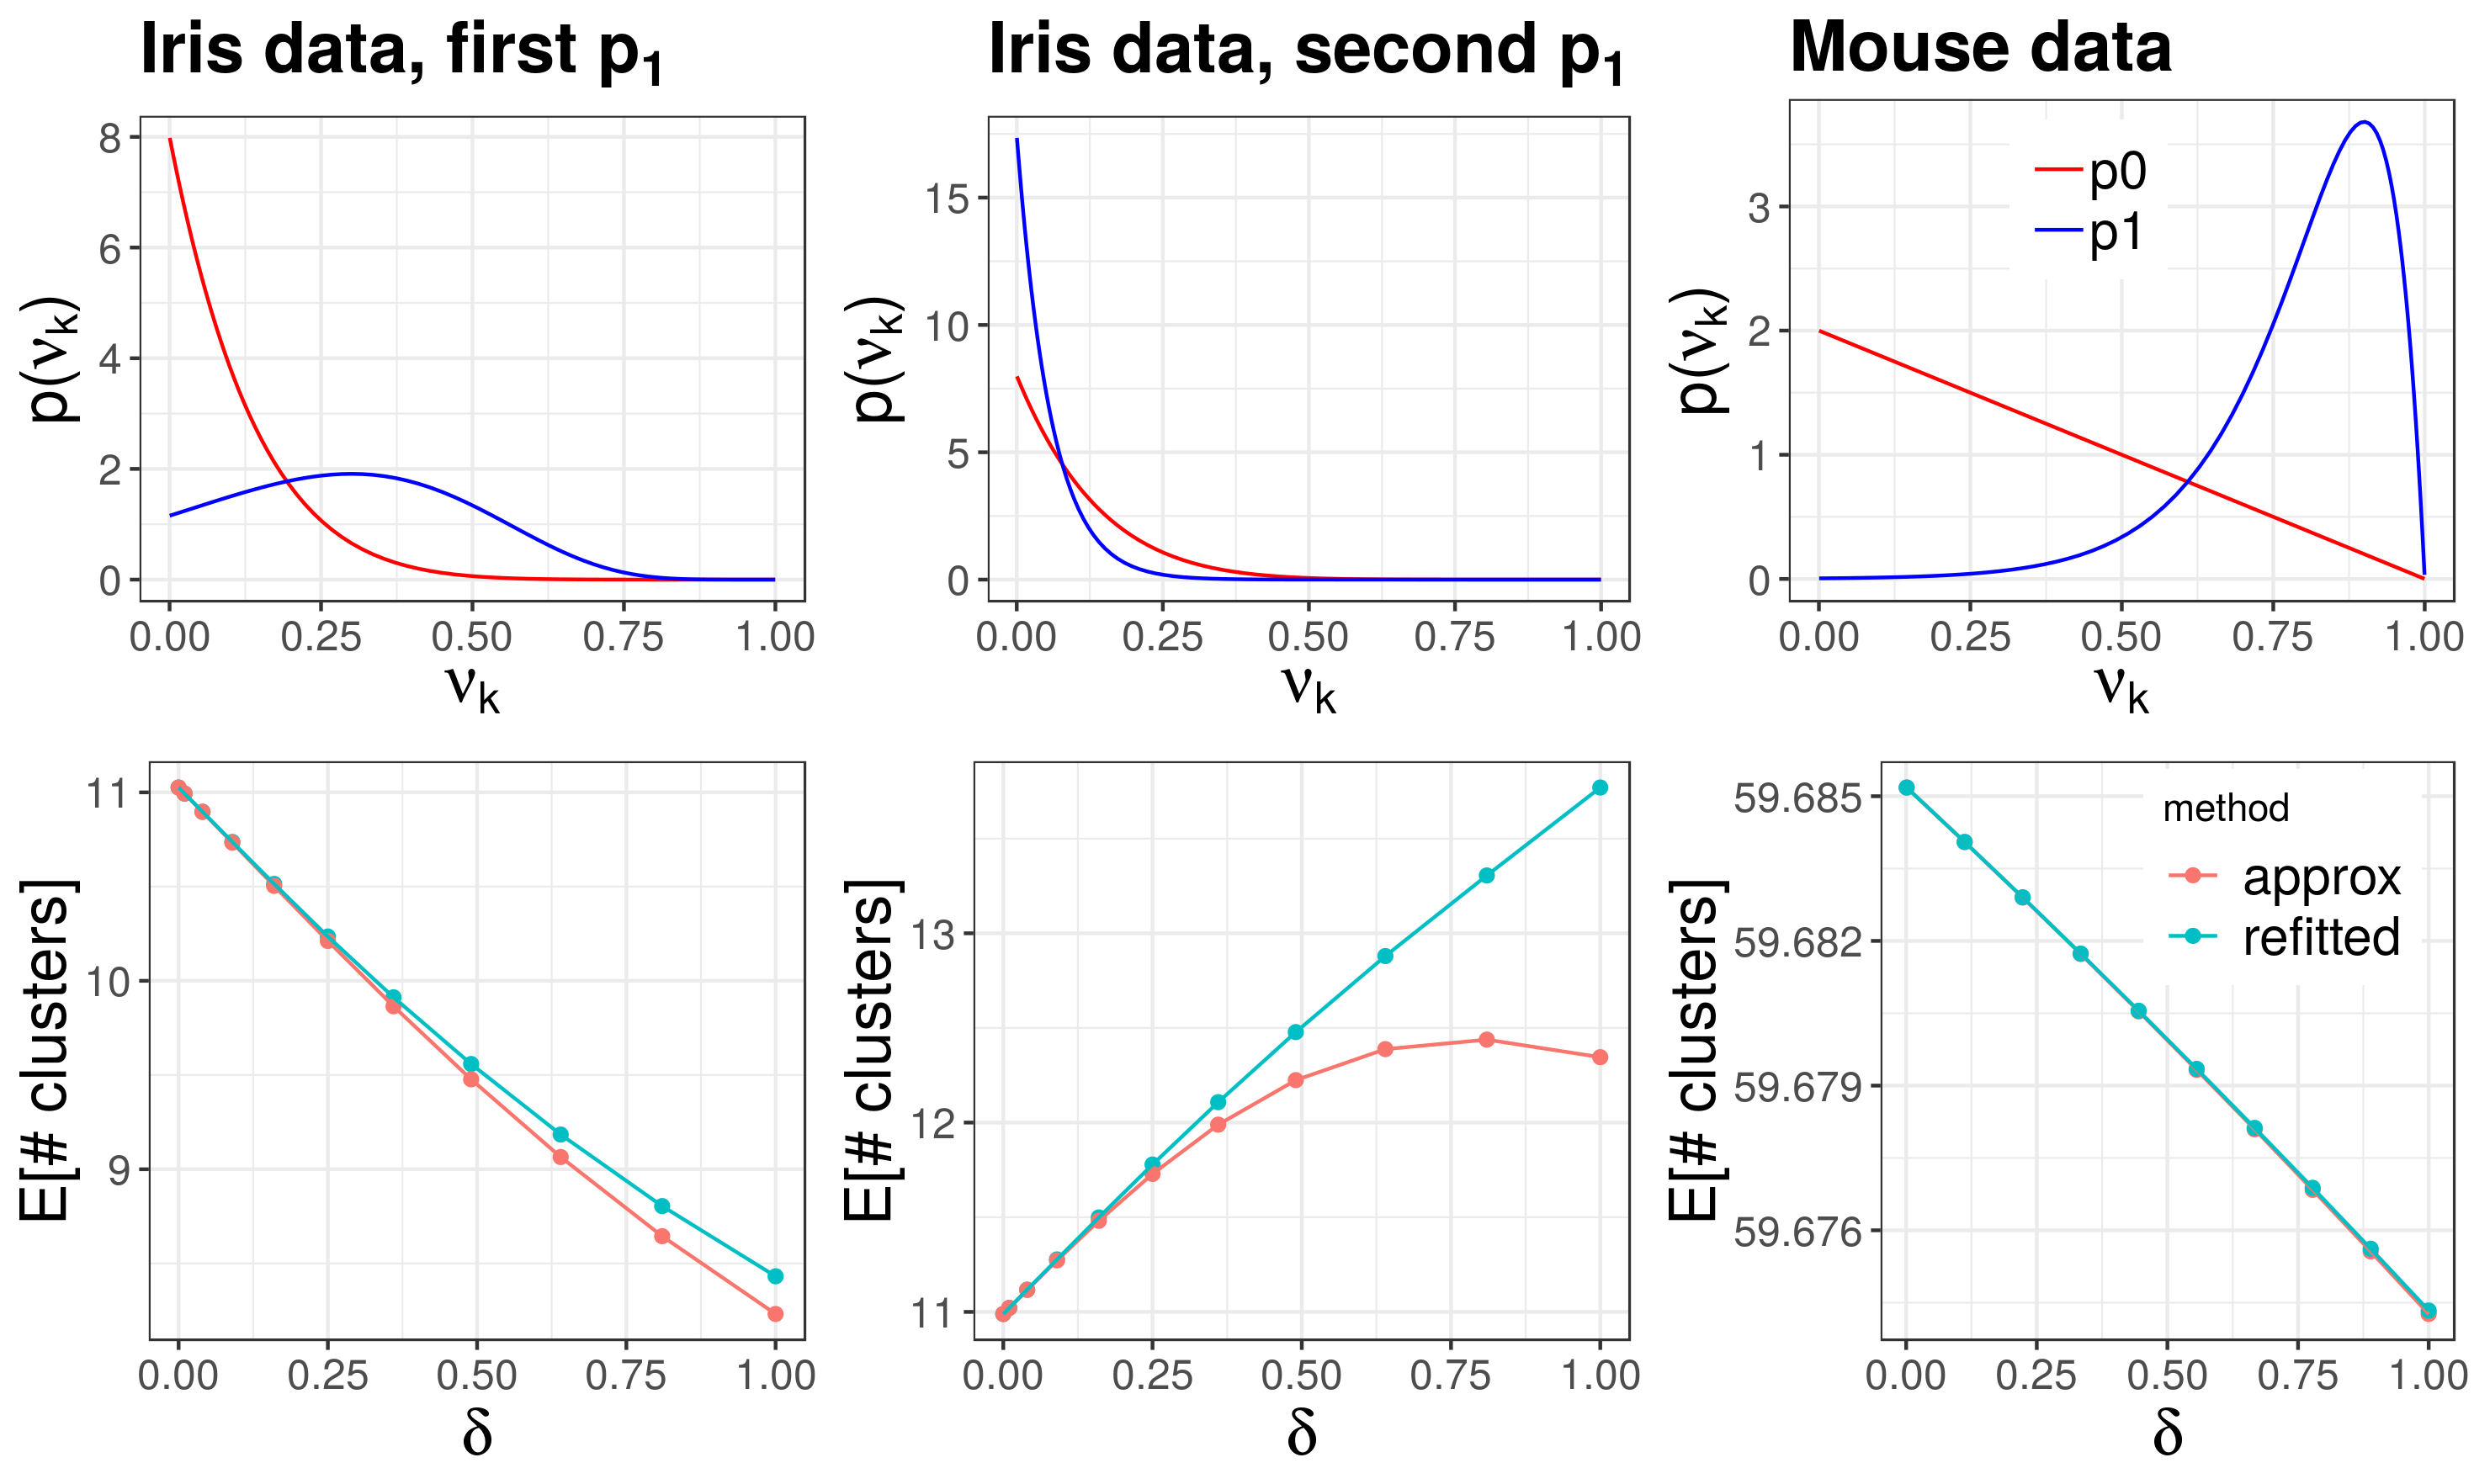 Iris data, first p1
Iris data, second p1
Mouse data
p(νk)
8
6
4
2
0
0.00 0.25 0.50 0.75 1.00
νk
p(νk)
15
10
5
0
0.00 0.25 0.50 0.75 1.00
νk
p(νk)
3
2
1
0
p0
p1
0.00 0.25 0.50 0.75 1.00
νk
E[# clusters]
11
10
9
0.00 0.25 0.50 0.75 1.00
δ
E[# clusters]
13
12
11
0.00 0.25 0.50 0.75 1.00
δ
E[# clusters]
59.685
59.682
59.679
59.676
method
approx
refitted
0.00 0.25 0.50 0.75 1.00
δ